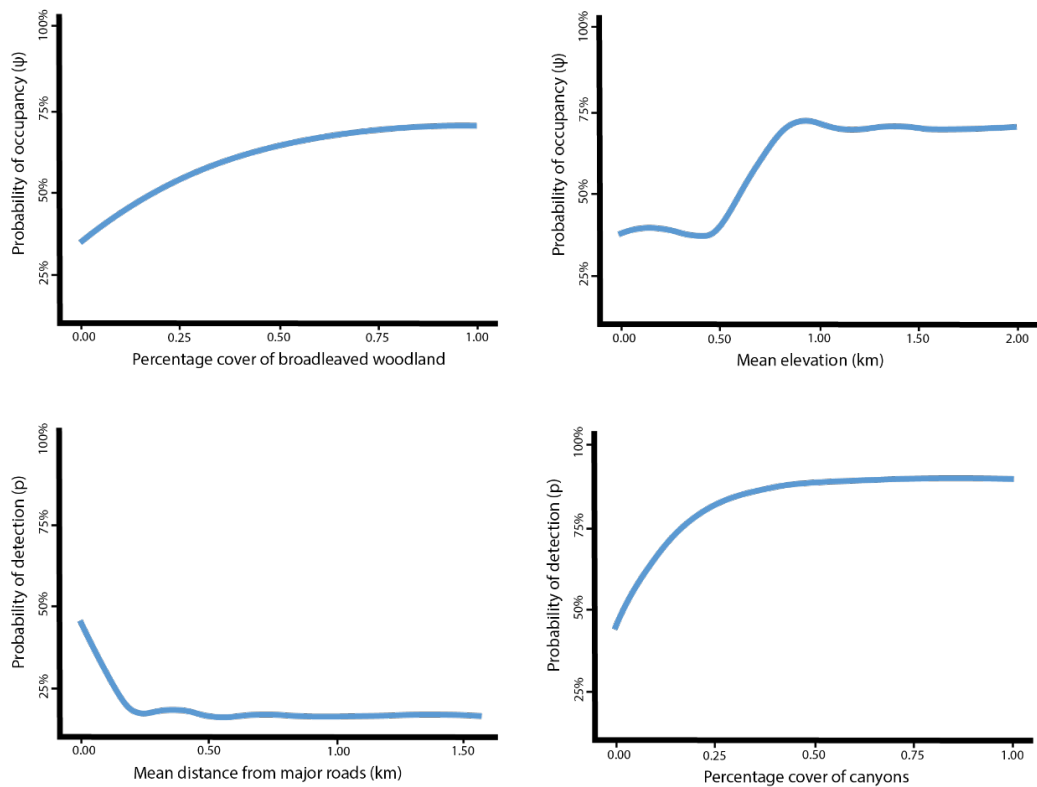 100%
75%
50%
25%
Probability of occupancy (ψ)
0.00 0.25 0.50 0.75 1.00
Percentage cover of broadleaved woodland
100%
75%
50%
25%
Probability of occupancy (ψ)
0.00 0.50 1.00 1.50 2.00
Mean elevation (km)
100%
75%
50%
25%
Probability of detection (p)
0.00 0.50 1.00 1.50
Mean distance from major roads (km)
100%
75%
50%
25%
Probability of detection (p)
0.00 0.25 0.50 0.75 1.00
Percentage cover of canyons